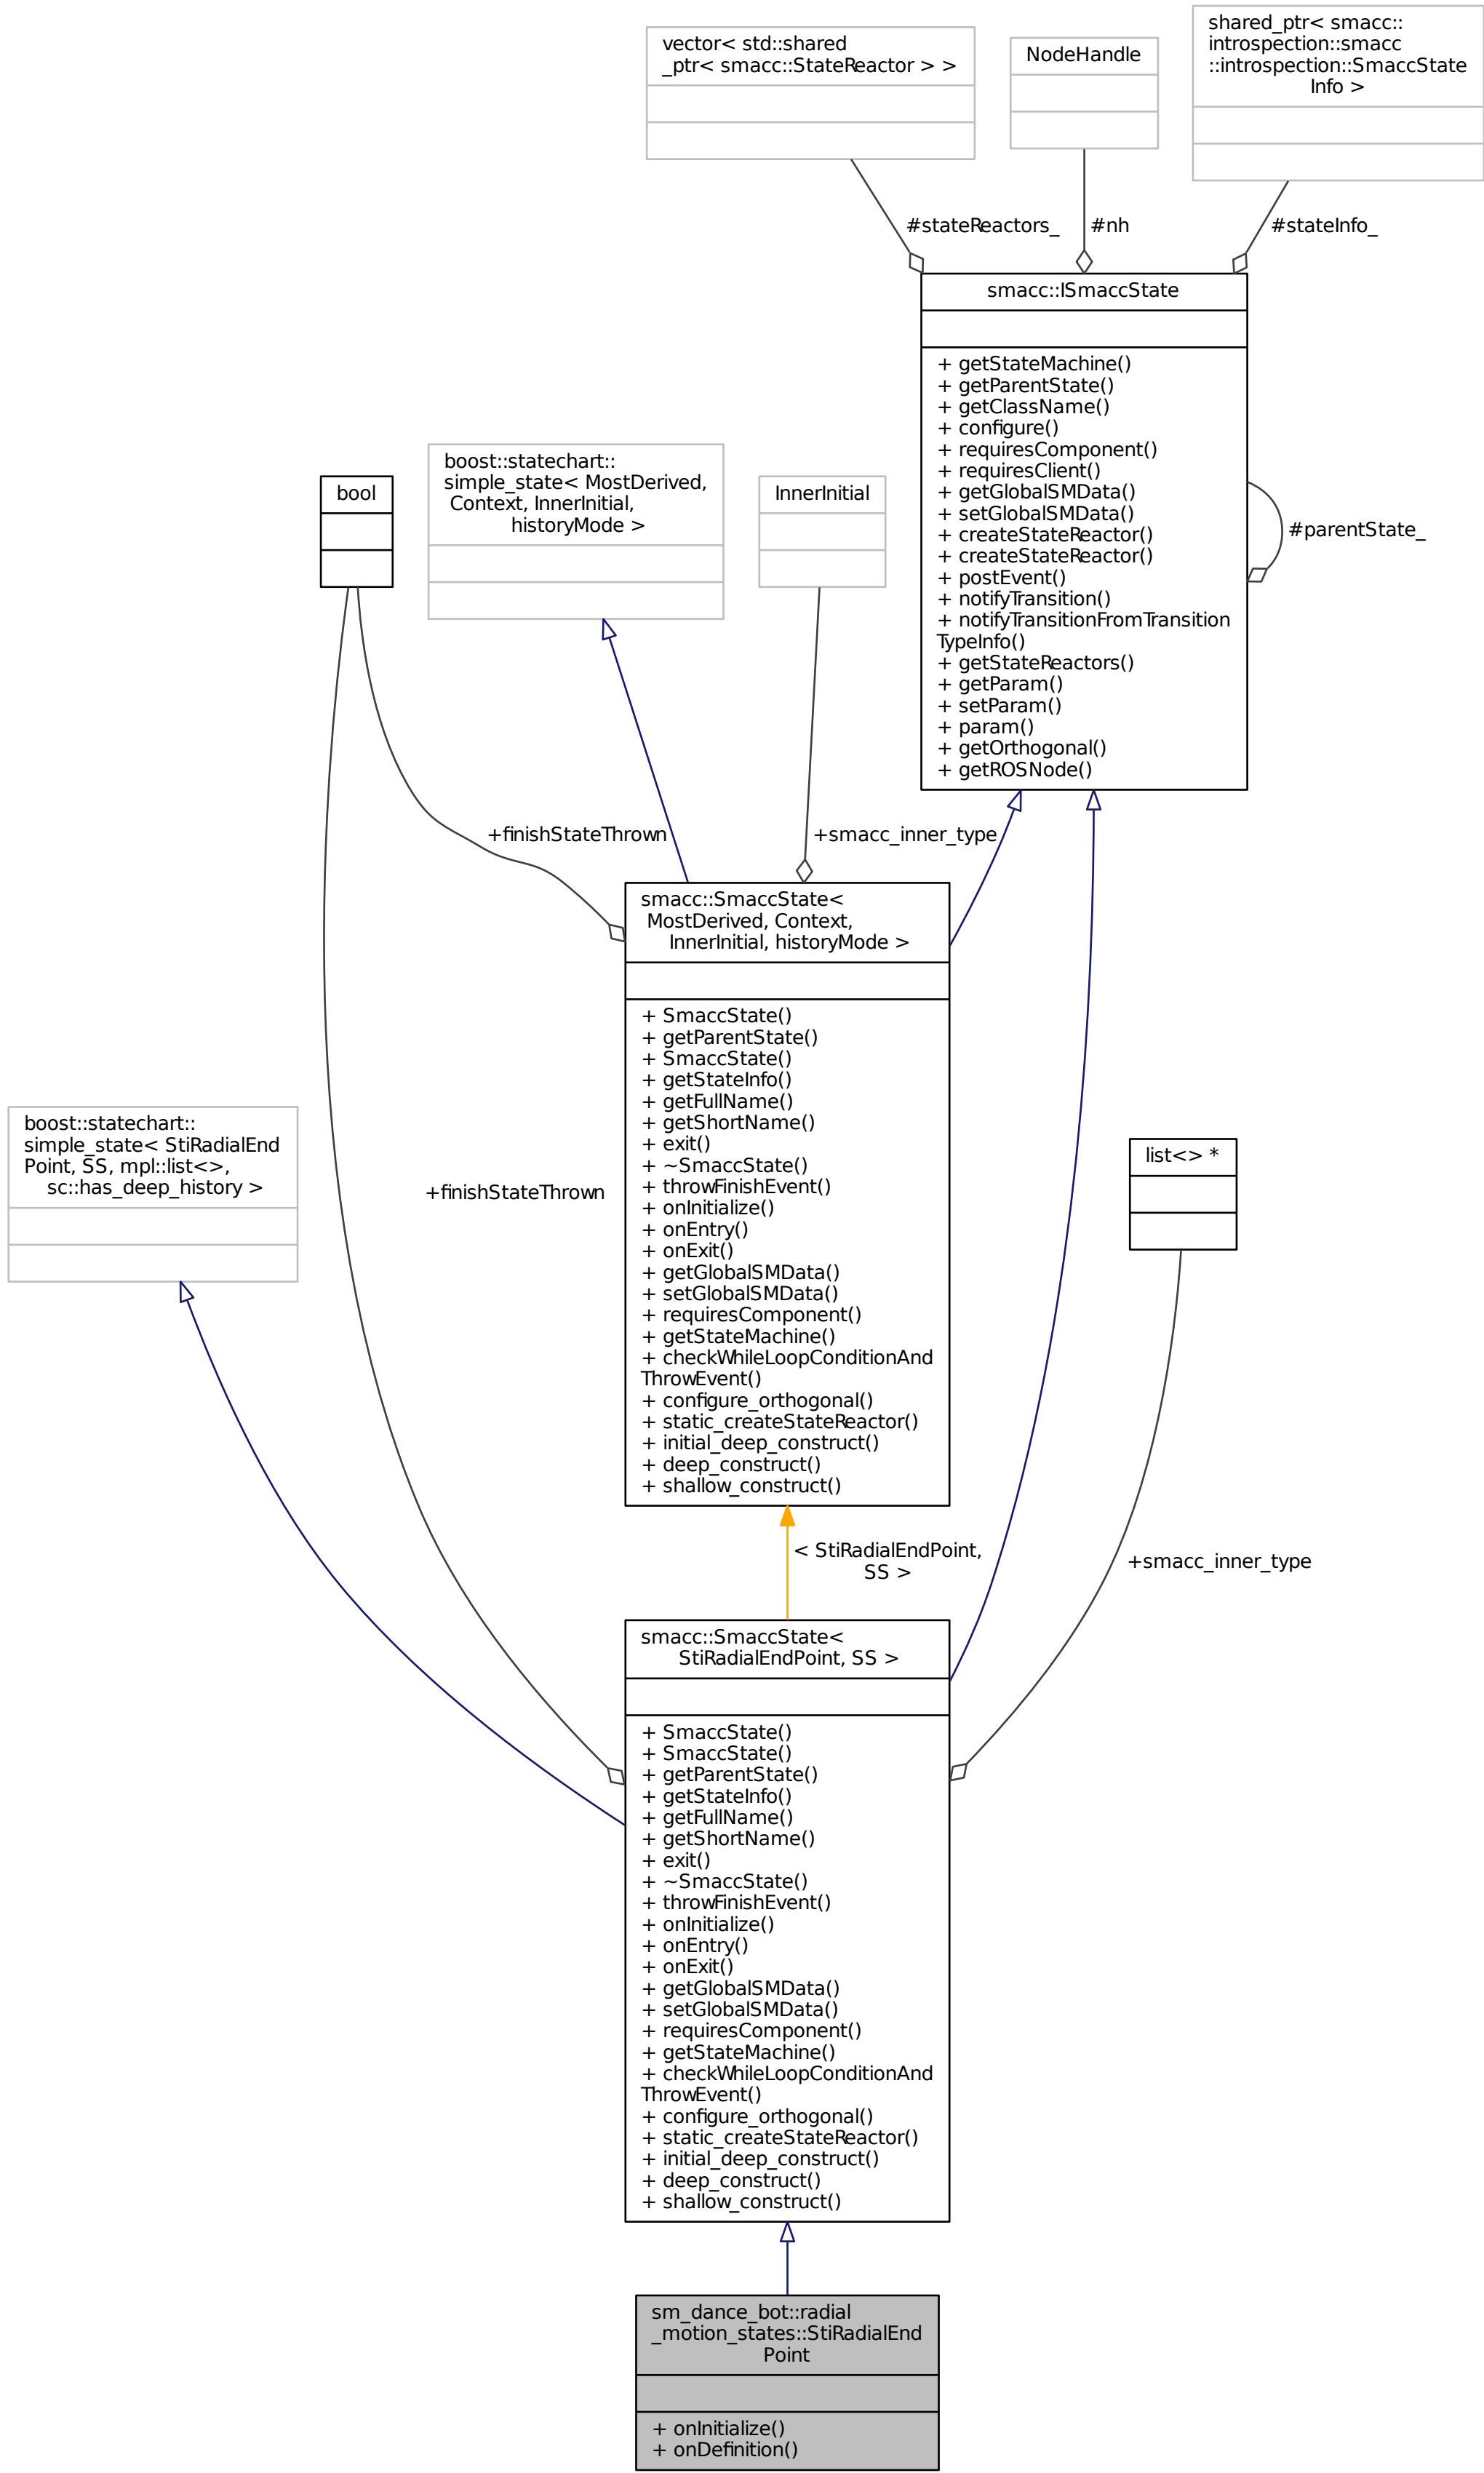 vector< std::shared
_ptr< smacc::StateReactor > >
NodeHandle
shared_ptr< smacc::
introspection::smacc
::introspection::SmaccState
Info >
#stateReactors_
#nh
#stateInfo_
smacc::ISmaccState
+ getStateMachine()
+ getParentState()
+ getClassName()
+ configure()
+ requiresComponent()
+ requiresClient()
+ getGlobalSMData()
+ setGlobalSMData()
+ createStateReactor()
+ createStateReactor()
+ postEvent()
+ notifyTransition()
+ notifyTransitionFromTransition
TypeInfo()
+ getStateReactors()
+ getParam()
+ setParam()
+ param()
+ getOrthogonal()
+ getROSNode()
#parentState_
bool
boost::statechart::
simple_state< MostDerived,
Context, InnerInitial,
historyMode >
InnerInitial
+finishStateThrown
+smacc_inner_type
smacc::SmaccState<
MostDerived, Context,
InnerInitial, historyMode >
+ SmaccState()
+ getParentState()
+ SmaccState()
+ getStateInfo()
+ getFullName()
+ getShortName()
+ exit()
+ ~SmaccState()
+ throwFinishEvent()
+ onInitialize()
+ onEntry()
+ onExit()
+ getGlobalSMData()
+ setGlobalSMData()
+ requiresComponent()
+ getStateMachine()
+ checkWhileLoopConditionAnd
ThrowEvent()
+ configure_orthogonal()
+ static_createStateReactor()
+ initial_deep_construct()
+ deep_construct()
+ shallow_construct()
boost::statechart::
simple_state< StiRadialEnd
Point, SS, mpl::list<>,
sc::has_deep_history >
+finishStateThrown
list<> *
< StiRadialEndPoint,
SS >
+smacc_inner_type
smacc::SmaccState<
StiRadialEndPoint, SS >
+ SmaccState()
+ SmaccState()
+ getParentState()
+ getStateInfo()
+ getFullName()
+ getShortName()
+ exit()
+ ~SmaccState()
+ throwFinishEvent()
+ onInitialize()
+ onEntry()
+ onExit()
+ getGlobalSMData()
+ setGlobalSMData()
+ requiresComponent()
+ getStateMachine()
+ checkWhileLoopConditionAnd
ThrowEvent()
+ configure_orthogonal()
+ static_createStateReactor()
+ initial_deep_construct()
+ deep_construct()
+ shallow_construct()
sm_dance_bot::radial
_motion_states::StiRadialEnd
Point
+ onInitialize()
+ onDefinition()